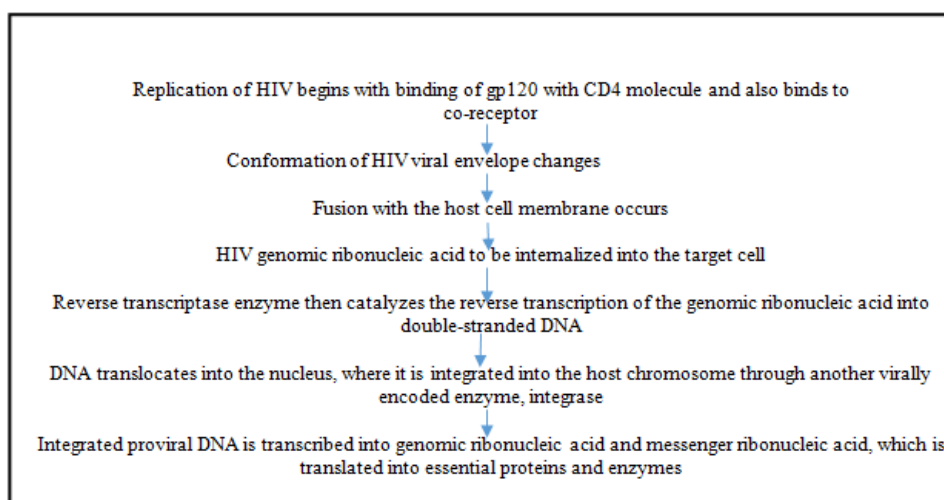 Replication of HIV begins with binding of gp120 with CD4 molecule and also binds to
co-receptor
Conformation of HIV viral envelope changes
Fusion with the host cell membrane occurs
HIV genomic ribonucleic acid to be internalized into the target cell
Reverse transcriptase enzyme then catalyzes the reverse transcription of the genomic ribonucleic acid into
double-stranded DNA
DNA translocates into the nucleus, where it is integrated into the host chromosome through another virally
encoded enzyme, integrase
Integrated proviral DNA is transcribed into genomic ribonucleic acid and messenger ribonucleic acid, which is
translated into essential proteins and enzymes